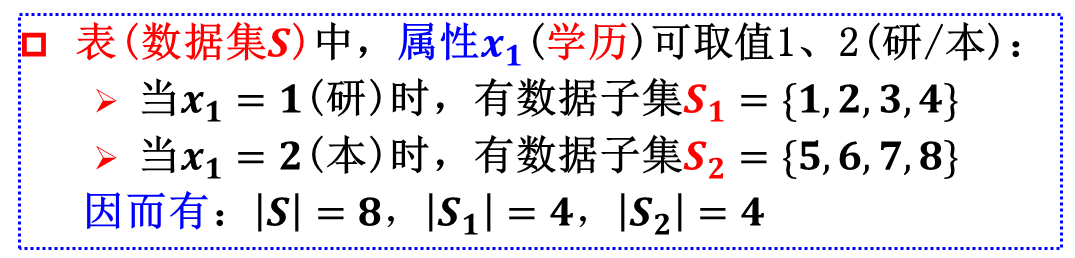 表(数据集S)中，属性x₁(学历)可取值1、2(研/本)：
当x₁ = 1(研)时，有数据子集S₁ = {1, 2, 3, 4}
当x₁ = 2(本)时，有数据子集S₂ = {5, 6, 7, 8}
因而有：|S| = 8，|S₁| = 4，|S₂| = 4